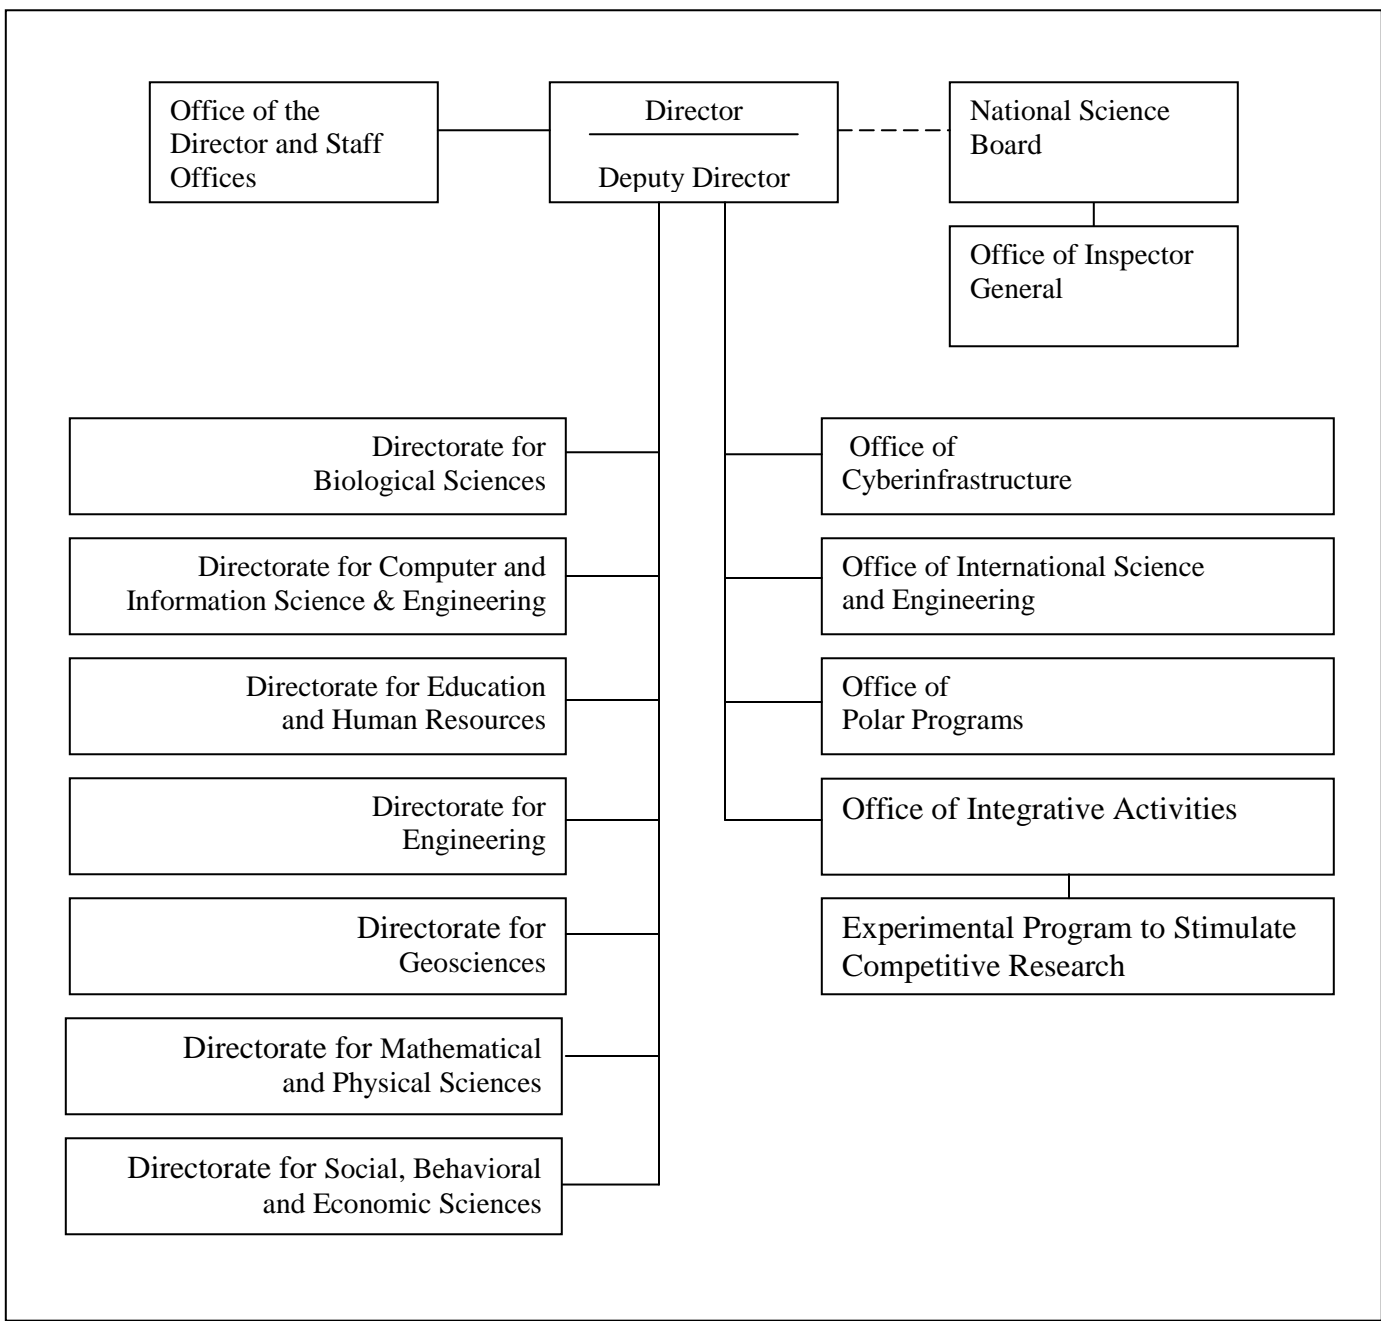 Office of the
Director and Staff
Offices
Director
Deputy Director
National Science
Board
Office of Inspector
General
Directorate for
Biological Sciences
Directorate for Computer and
Information Science & Engineering
Directorate for Education
and Human Resources
Directorate for
Engineering
Directorate for
Geosciences
Directorate for Mathematical
and Physical Sciences
Directorate for Social, Behavioral
and Economic Sciences
Office of
Cyberinfrastructure
Office of International Science
and Engineering
Office of
Polar Programs
Office of Integrative Activities
Experimental Program to Stimulate
Competitive Research